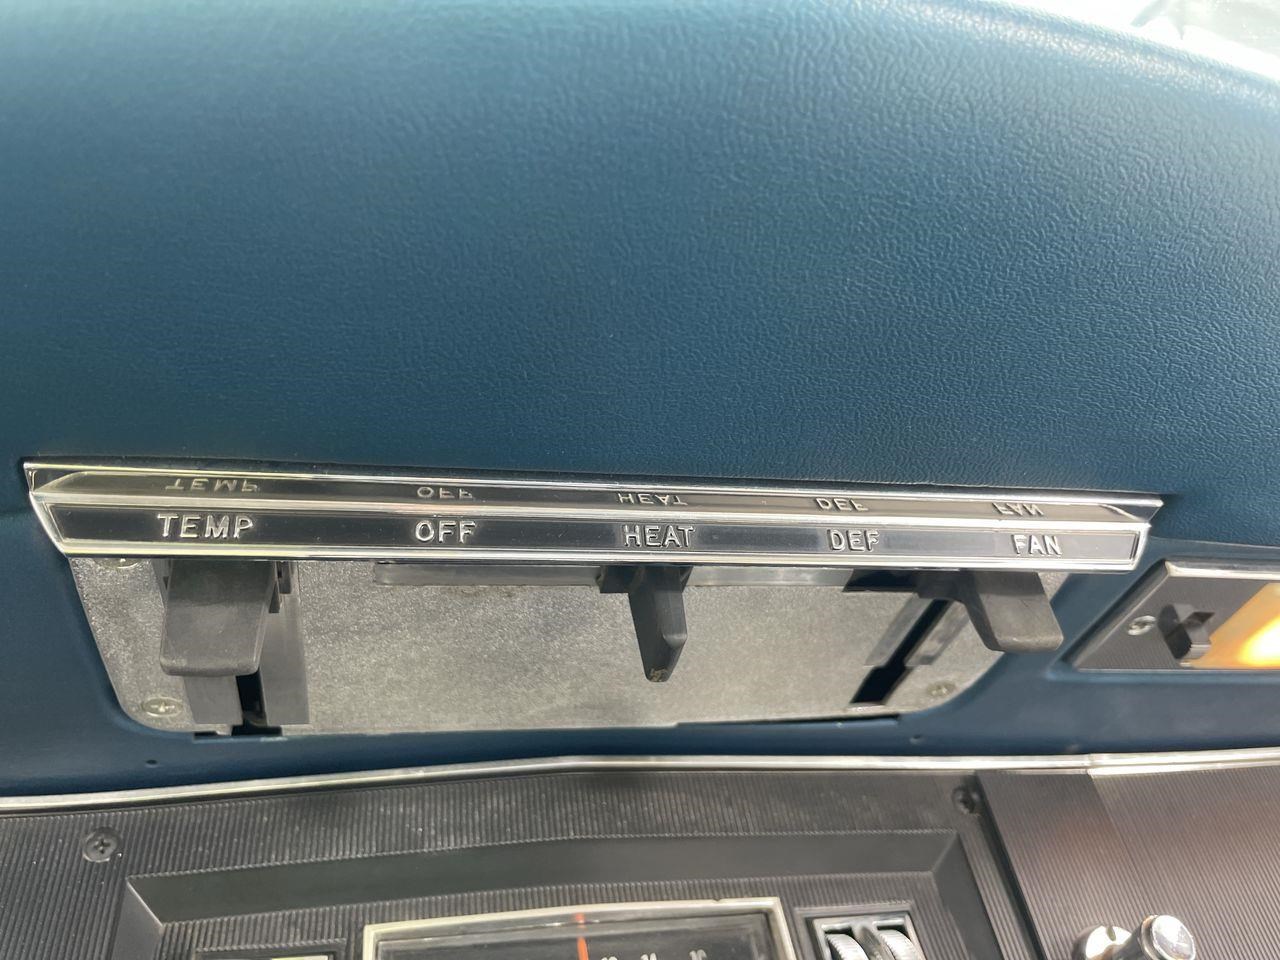 TEMP OFF HEAT DEF FAN